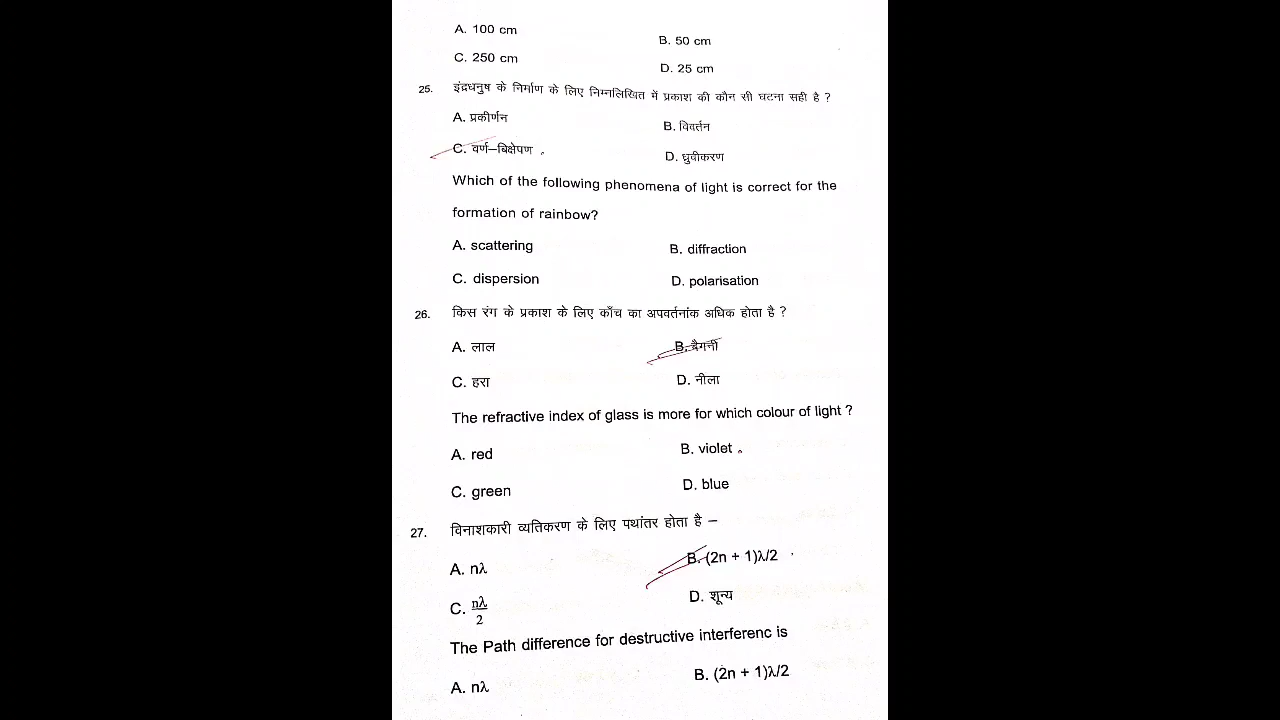 A. 100 cm B. 50 cm
C. 250 cm D. 25 cm
25. इंद्रधनुष के निर्माण के लिए निम्नलिखित में प्रकाश की कौन सी घटना सही है ?
A. प्रकीर्णन B. विवर्तन
C. वर्ण–बिक्षेपण D. ध्रुवीकरण
Which of the following phenomena of light is correct for the
formation of rainbow?
A. scattering B. diffraction
C. dispersion D. polarisation
26. किस रंग के प्रकाश के लिए काँच का अपवर्तनांक अधिक होता है ?
A. लाल B. बैगनी
C. हरा D. नीला
The refractive index of glass is more for which colour of light ?
A. red B. violet
C. green D. blue
27. विनाशकारी व्यतिकरण के लिए पथांतर होता है –
A. nλ B. (2n + 1)λ/2
C. nλ/2 D. शून्य
The Path difference for destructive interferenc is
A. nλ B. (2n + 1)λ/2